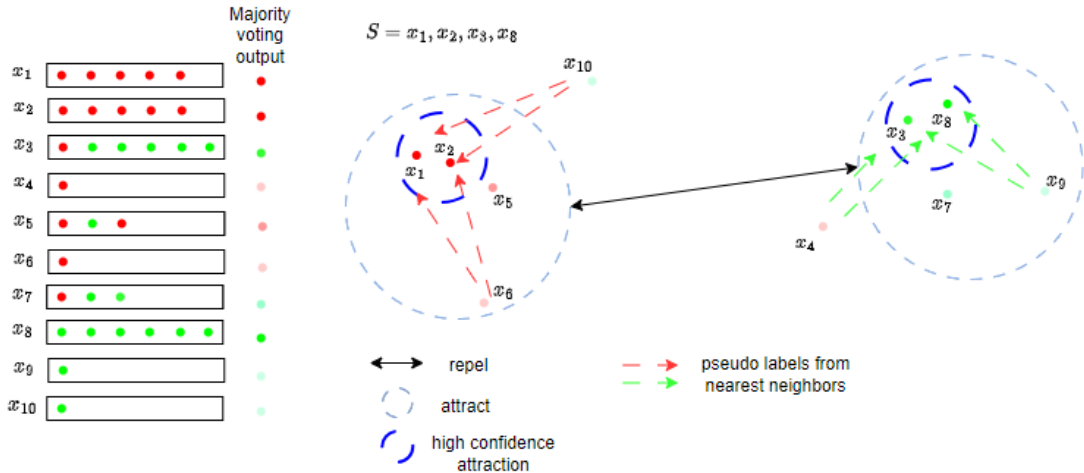 Majority
voting
output
S = x₁, x₂, x₃, x₈
x₁
x₂
x₃
x₄
x₅
x₆
x₇
x₈
x₉
x₁₀
x₁₀
x₂
x₁
x₅
x₆
x₈
x₃
x₉
x₇
x₄
repel
attract
high confidence
attraction
pseudo labels from
nearest neighbors